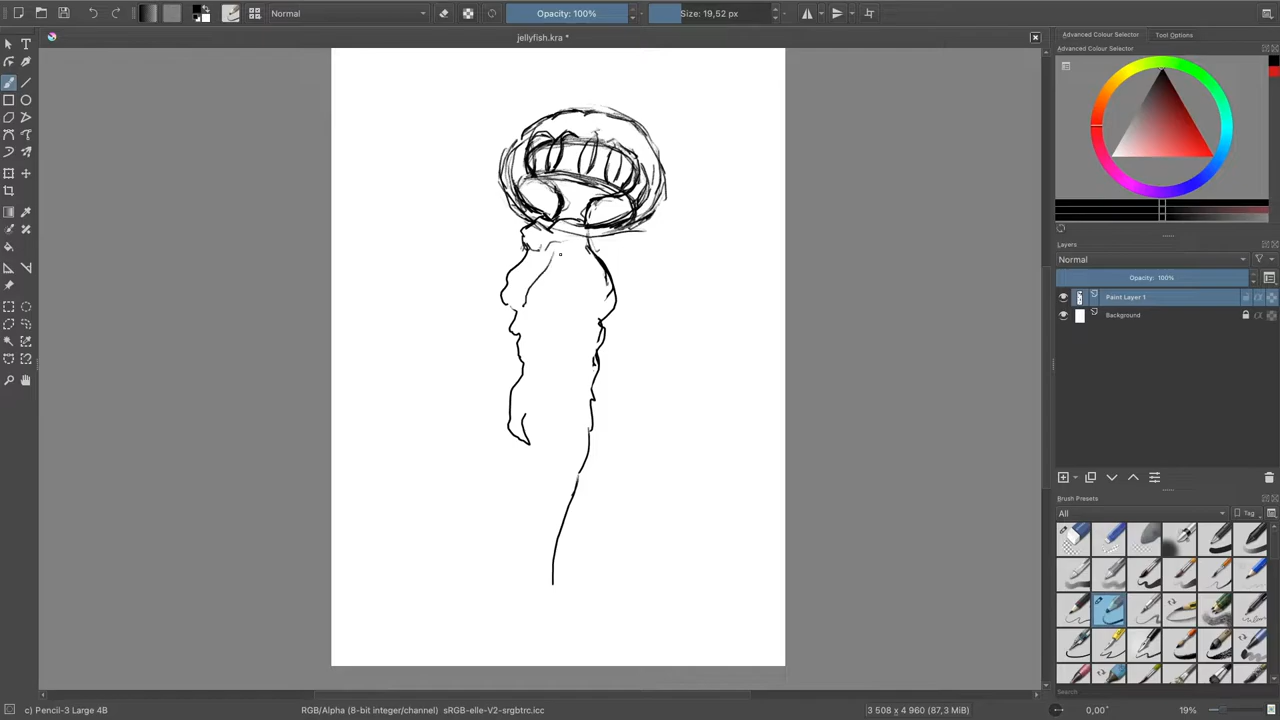 Normal
Opacity: 100%
Size: 19,52 px
jellyfish.kra *
Advanced Colour Selector
Tool Options
Advanced Colour Selector
Layers
Normal
Opacity: 100%
Paint Layer 1
Background
Brush Presets
All
Tag
Search
c) Pencil-3 Large 4B
RGB/Alpha (8-bit integer/channel) sRGB-elle-V2-srgbtrc.icc
3 508 x 4 960 (87,3 MiB)
0,00°
19%